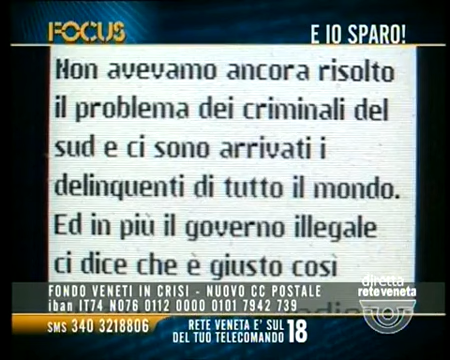 FOCUS
E IO SPARO!
Non avevamo ancora risolto
il problema dei criminali del
sud e ci sono arrivati i
delinquenti di tutto il mondo.
Ed in più il governo illegale
ci dice che è giusto così
FONDO VENETI IN CRISI - NUOVO CC POSTALE
iban IT74 N076 0112 0000 0101 7942 739
diretta
reteveneta
SMS 340 3218806
RETE VENETA E' SUL
DEL TUO TELECOMANDO 18